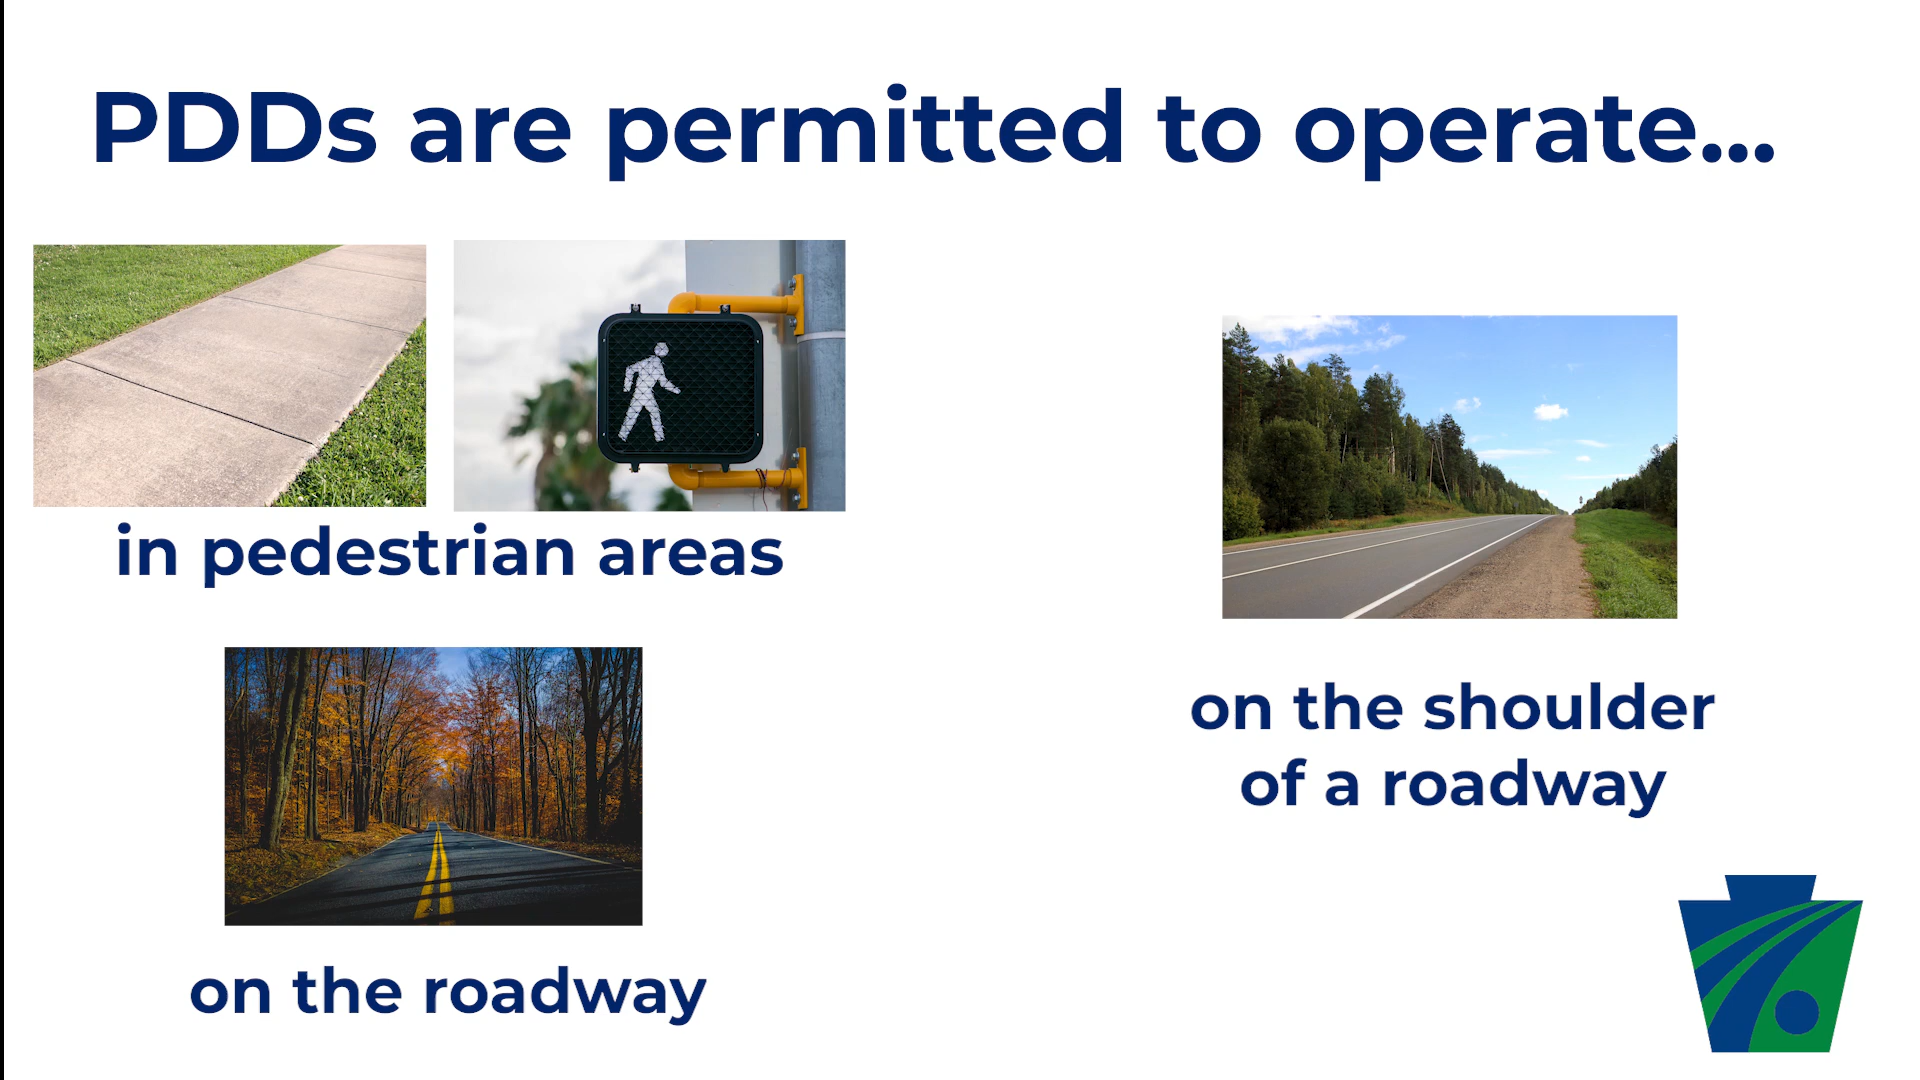 PDDs are permitted to operate...
in pedestrian areas
on the roadway
on the shoulder
of a roadway